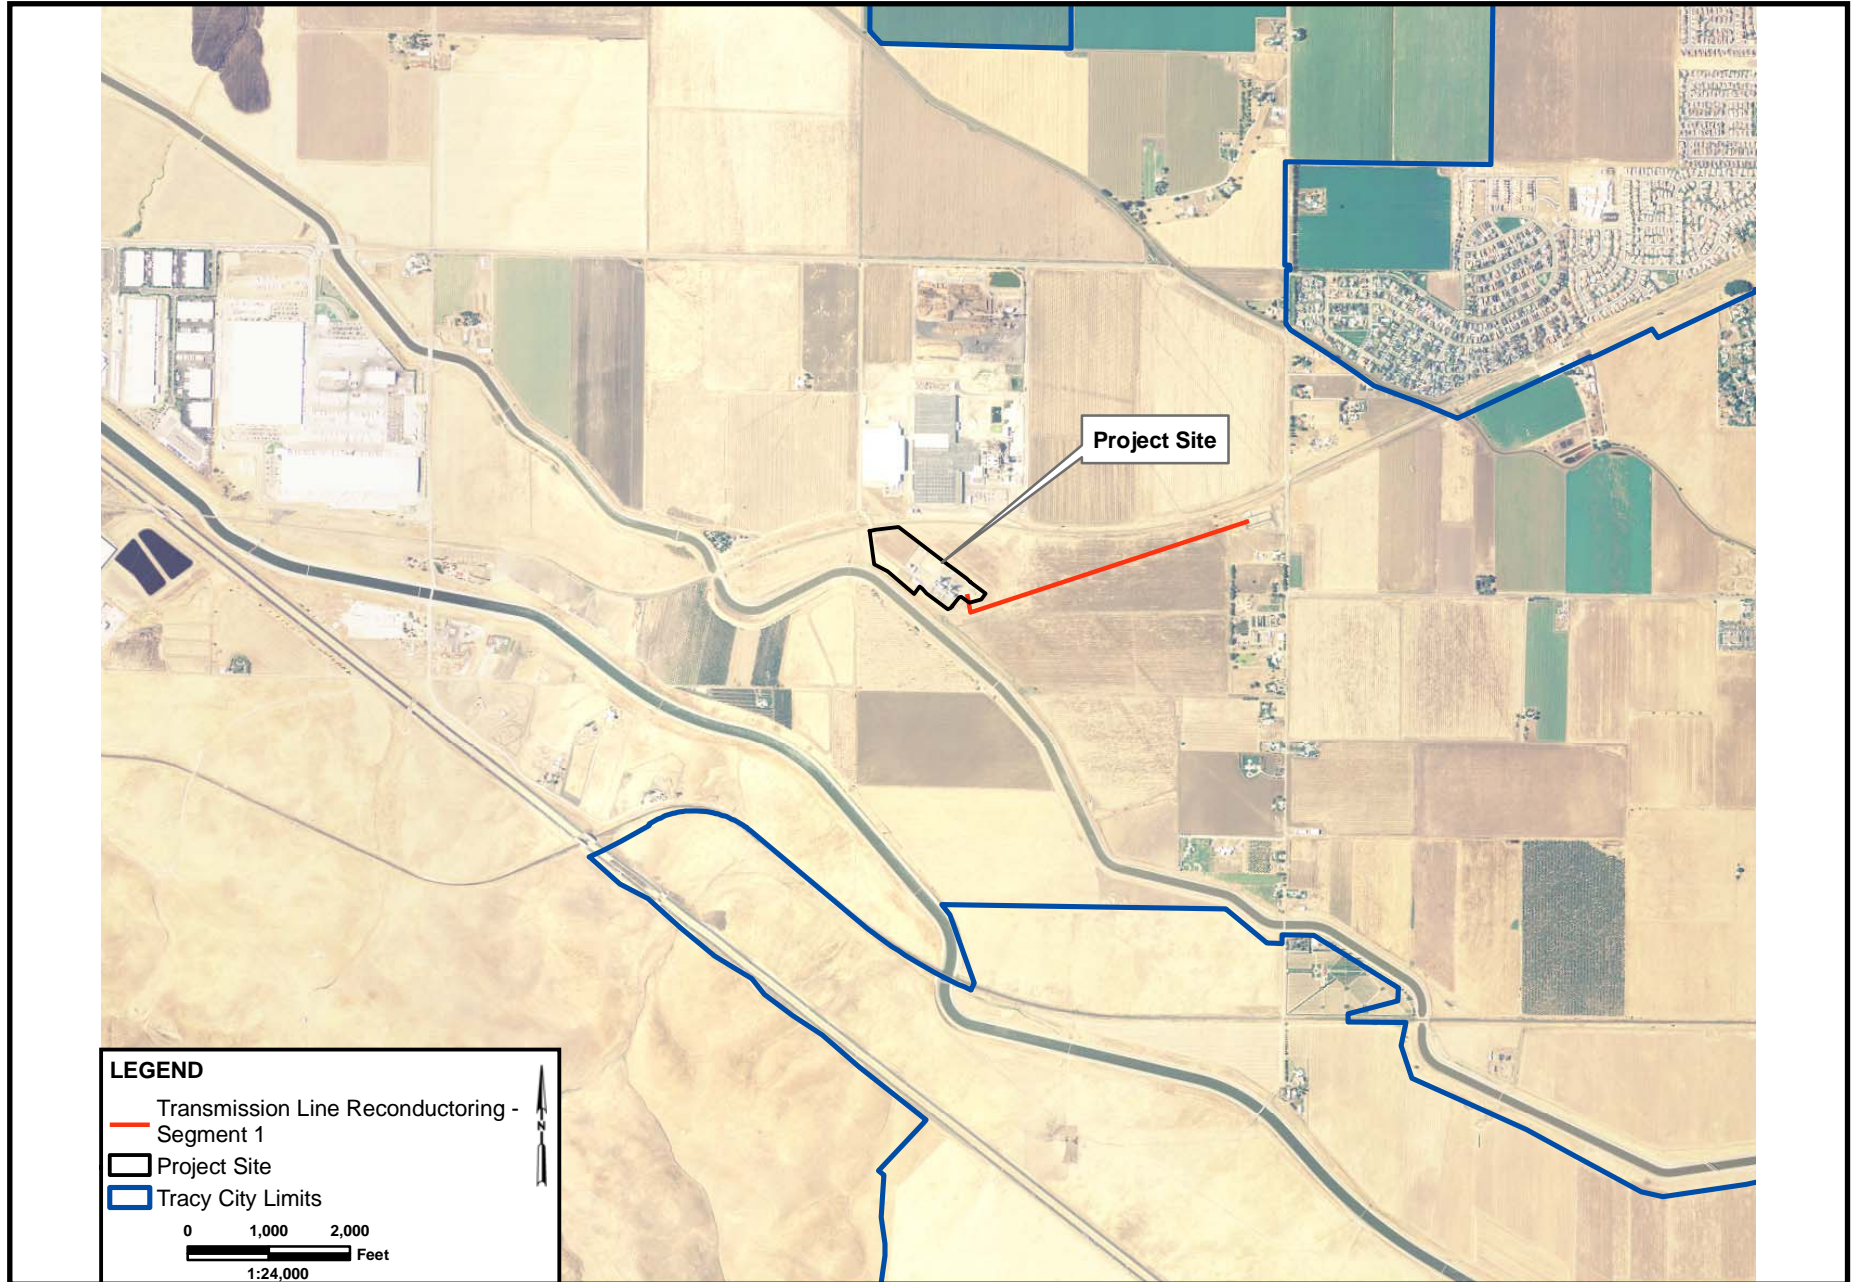 Project Site
LEGEND
Transmission Line Reconductoring -
Segment 1
Project Site
Tracy City Limits
N
0 1,000 2,000
Feet
1:24,000